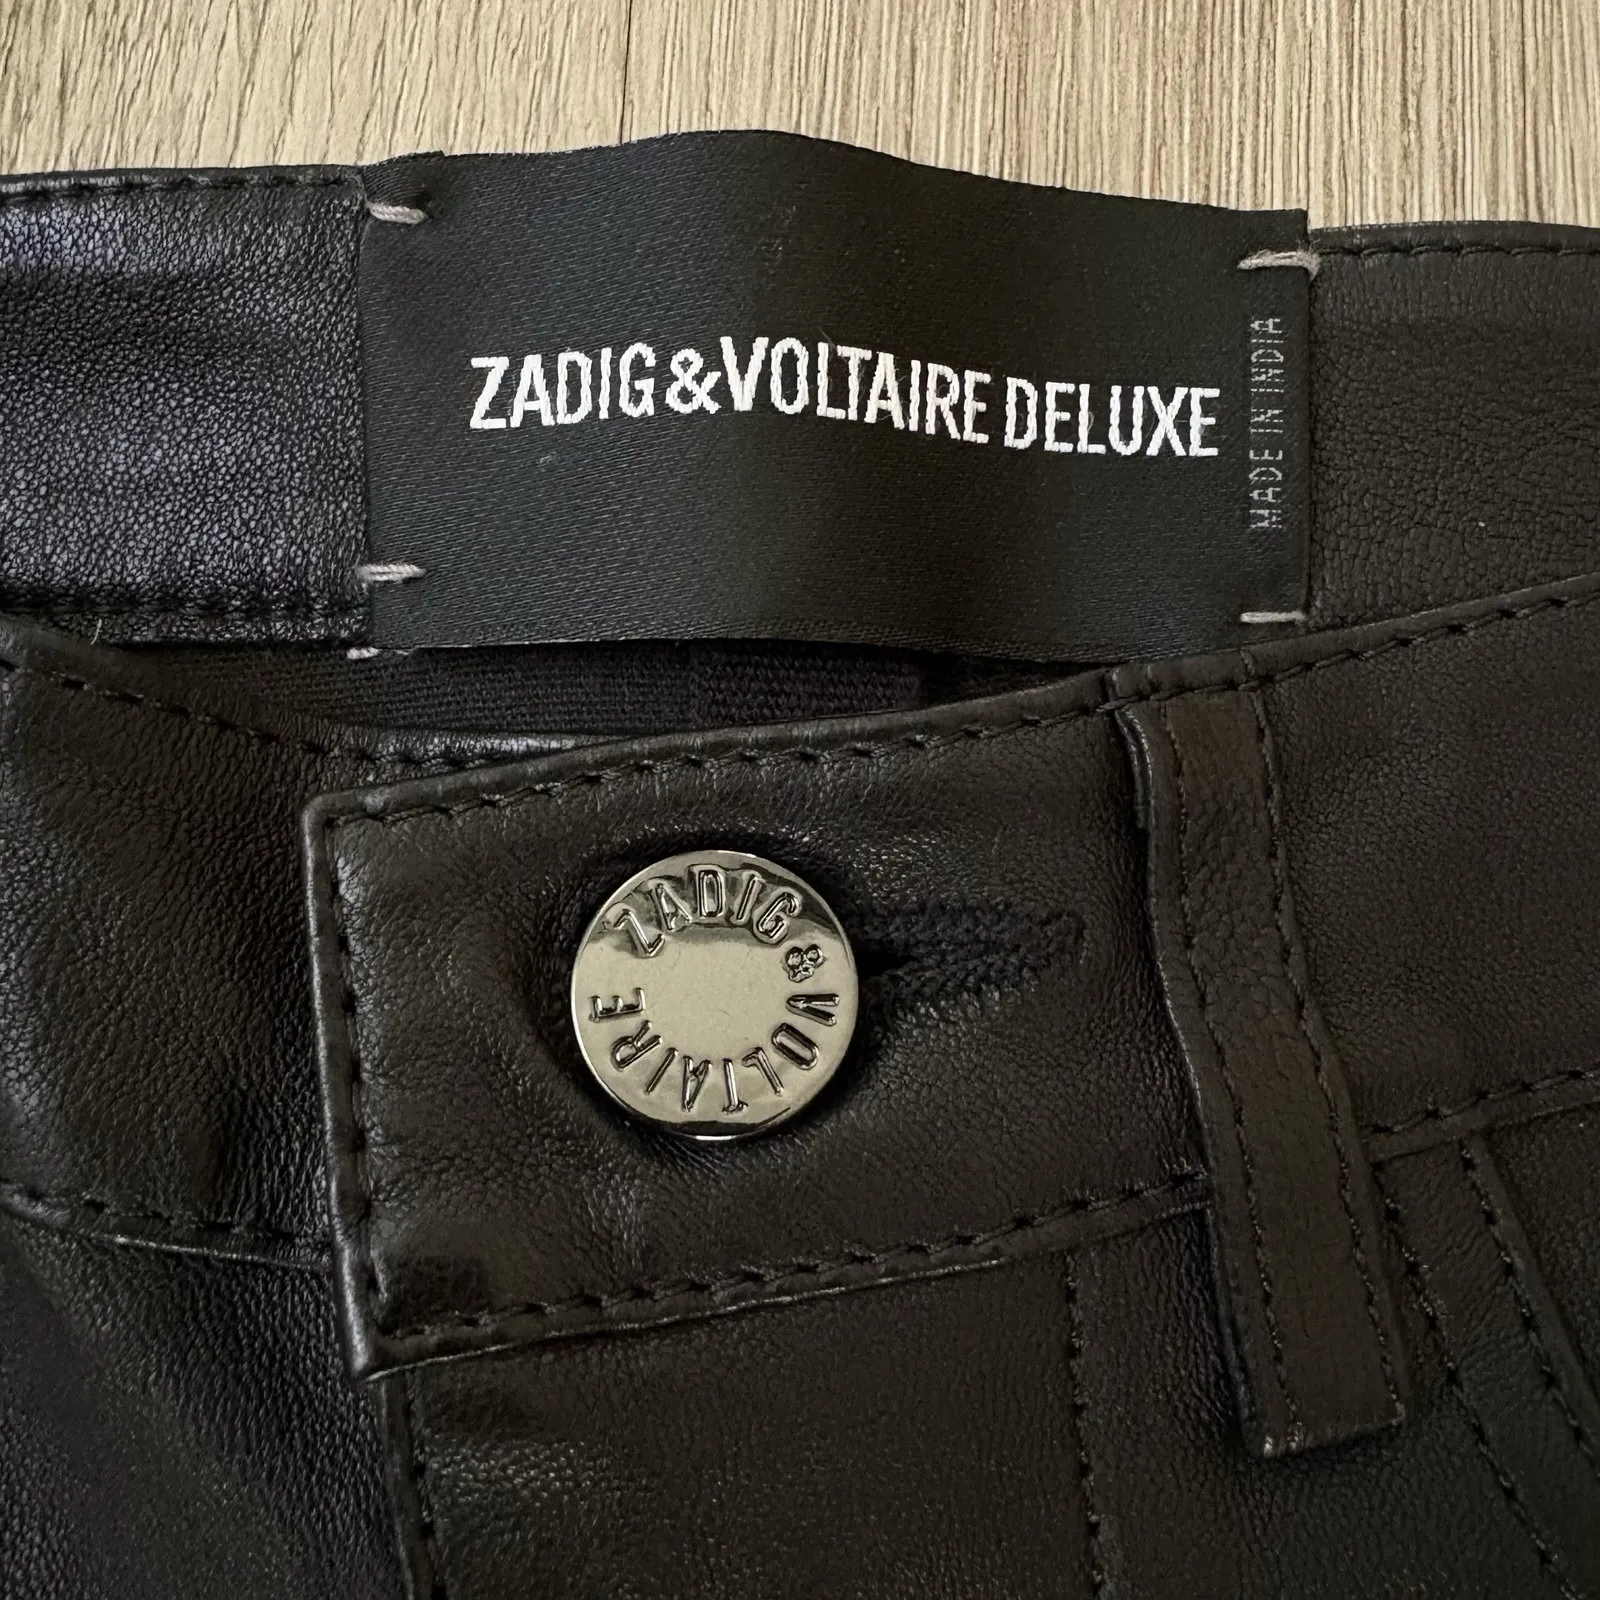 ZADIG&VOLTAIRE DELUXE
MADE IN INDIA
ZADIG & VOLTAIRE